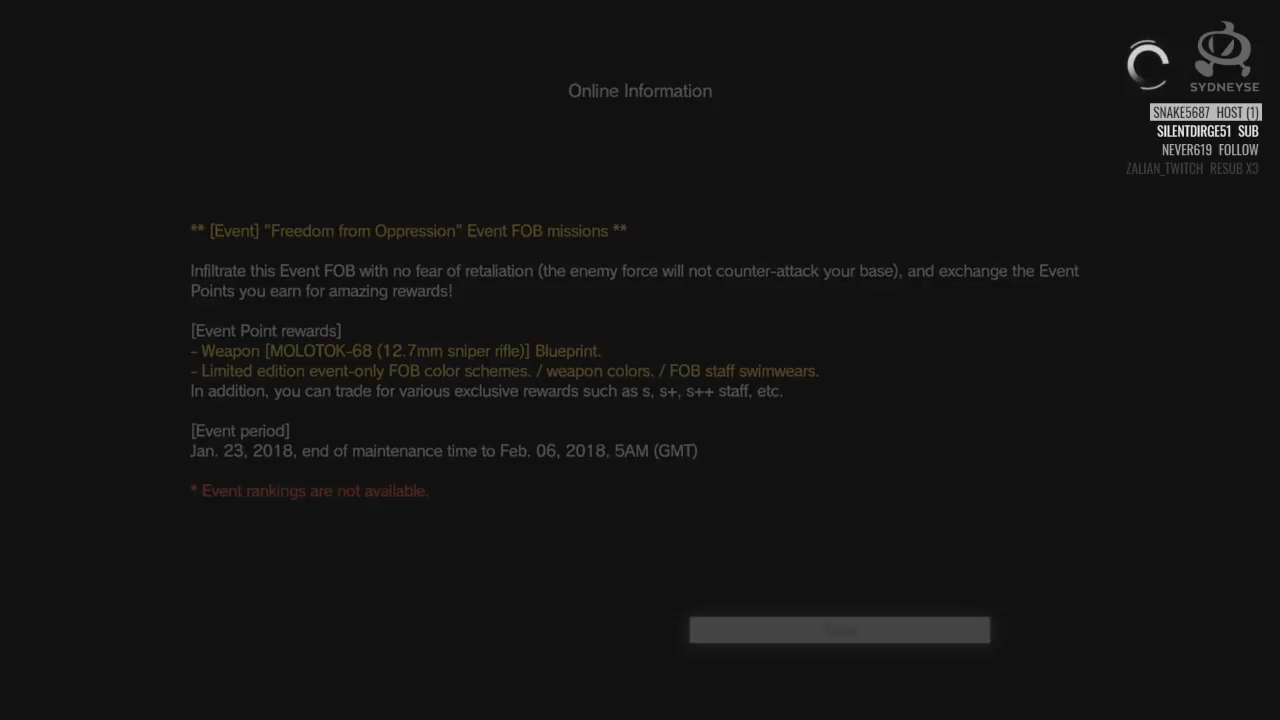 SYDNEYSE
SNAKE5687 HOST (1)
SILENTDIRGE51 SUB
NEVER619 FOLLOW
ZALIAN_TWITCH RESUB X3
Online Information
** [Event] "Freedom from Oppression" Event FOB missions **
Infiltrate this Event FOB with no fear of retaliation (the enemy force will not counter-attack your base), and exchange the Event
Points you earn for amazing rewards!
[Event Point rewards]
- Weapon [MOLOTOK-68 (12.7mm sniper rifle)] Blueprint.
- Limited edition event-only FOB color schemes. / weapon colors. / FOB staff swimwears.
In addition, you can trade for various exclusive rewards such as s, s+, s++ staff, etc.
[Event period]
Jan. 23, 2018, end of maintenance time to Feb. 06, 2018, 5AM (GMT)
* Event rankings are not available.